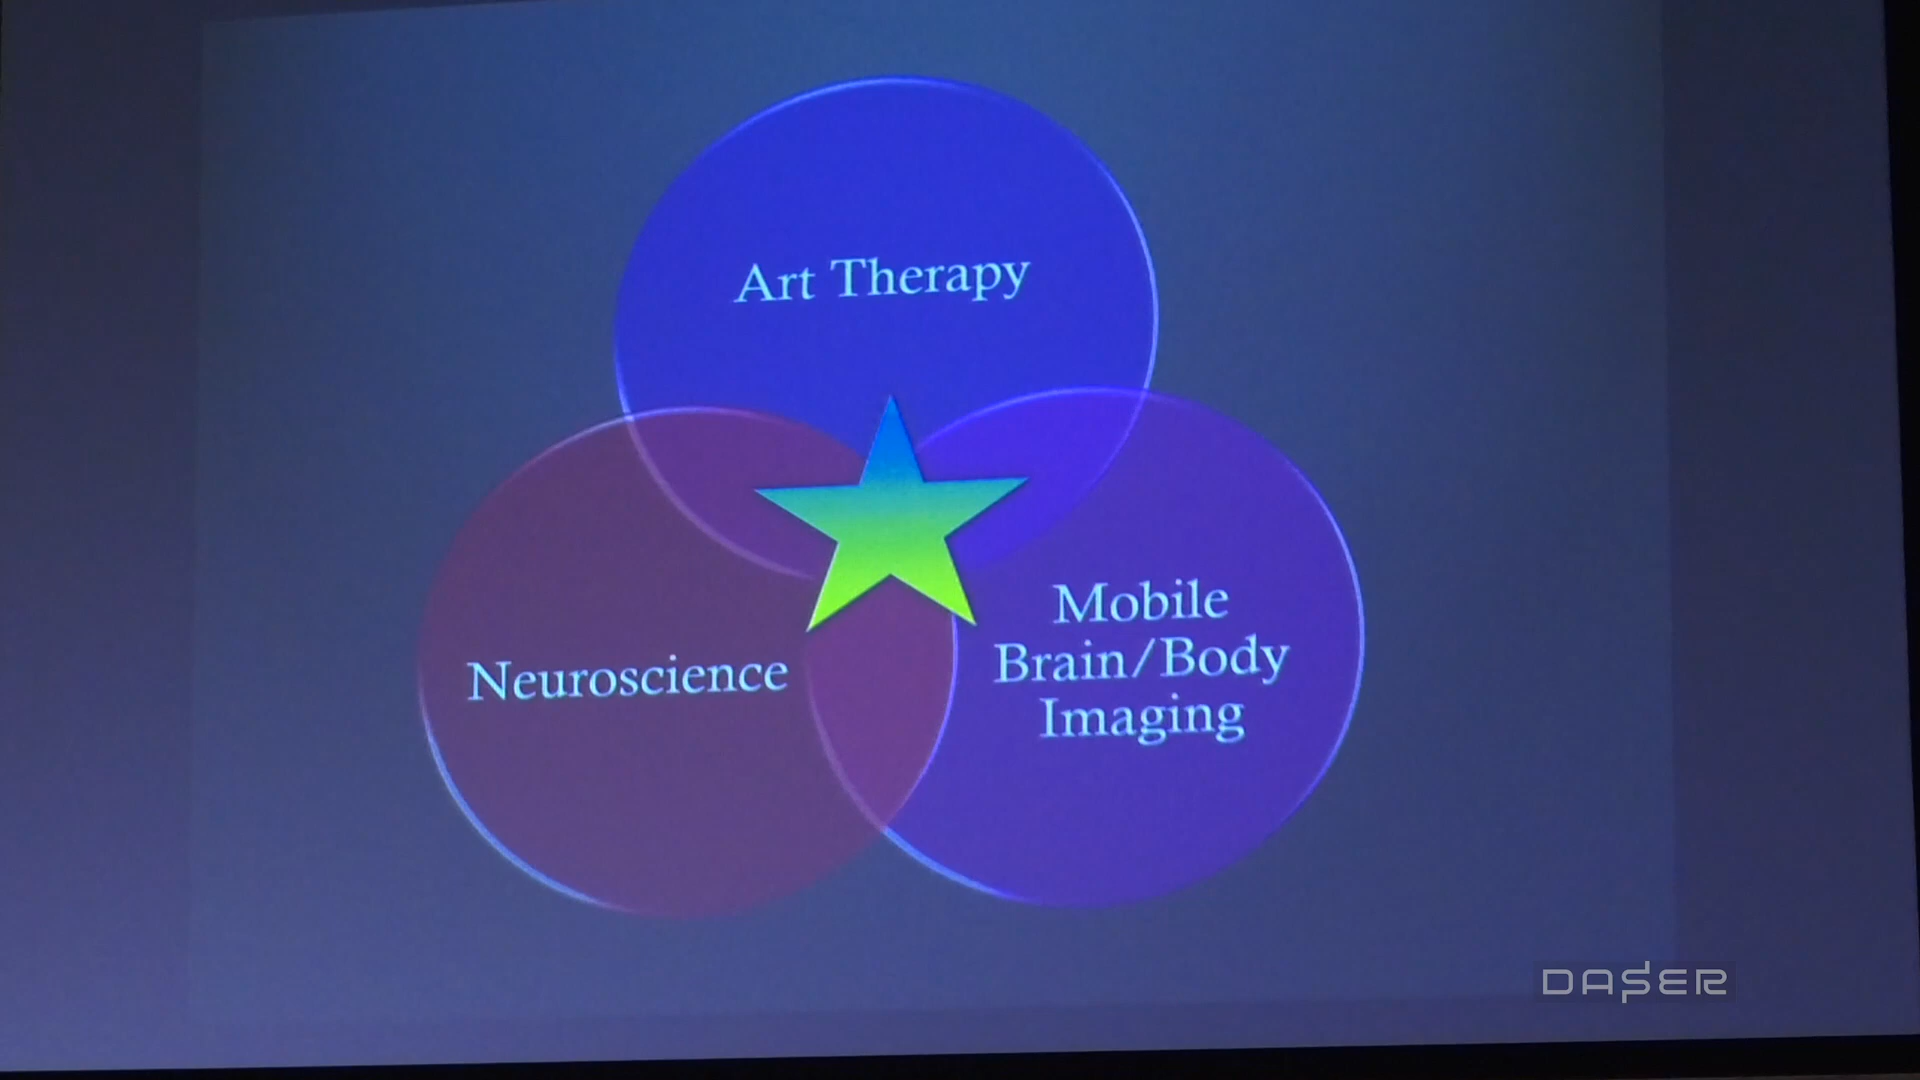 Art Therapy
Neuroscience
Mobile
Brain/Body
Imaging
DASER